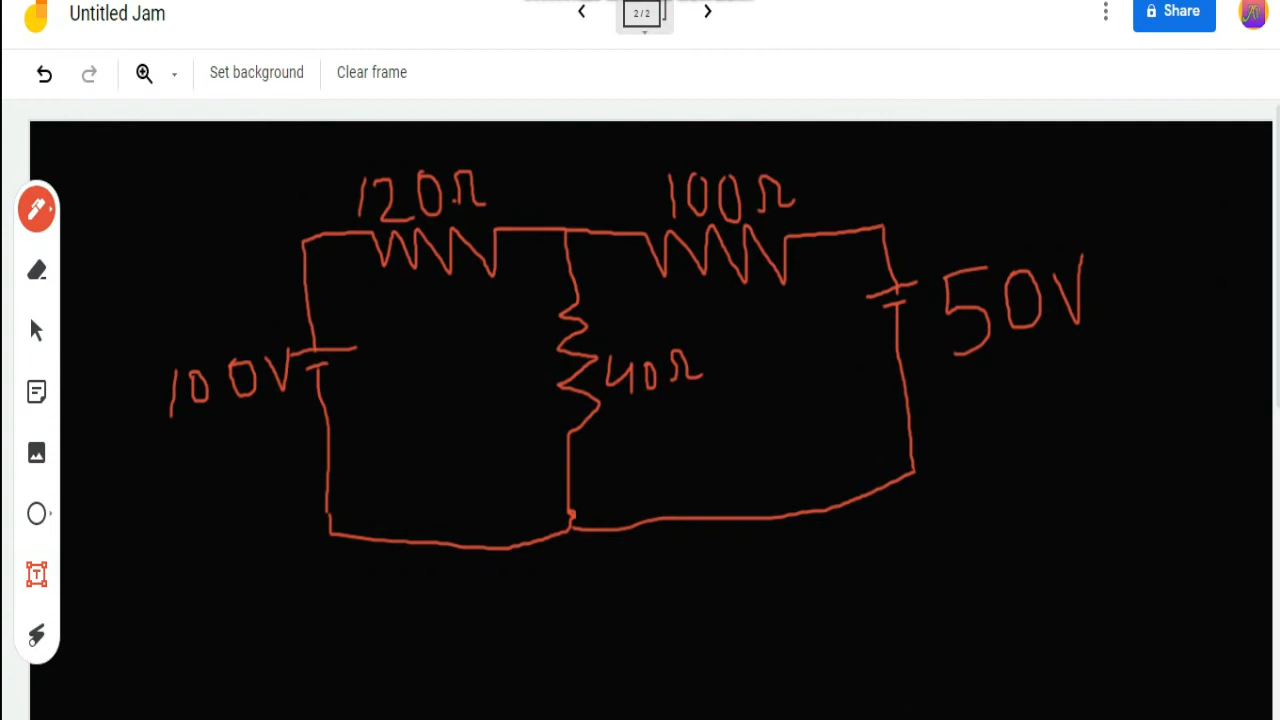 Untitled Jam
2 / 2
Share
Set background
Clear frame
120Ω
100Ω
50V
100V
40Ω
T